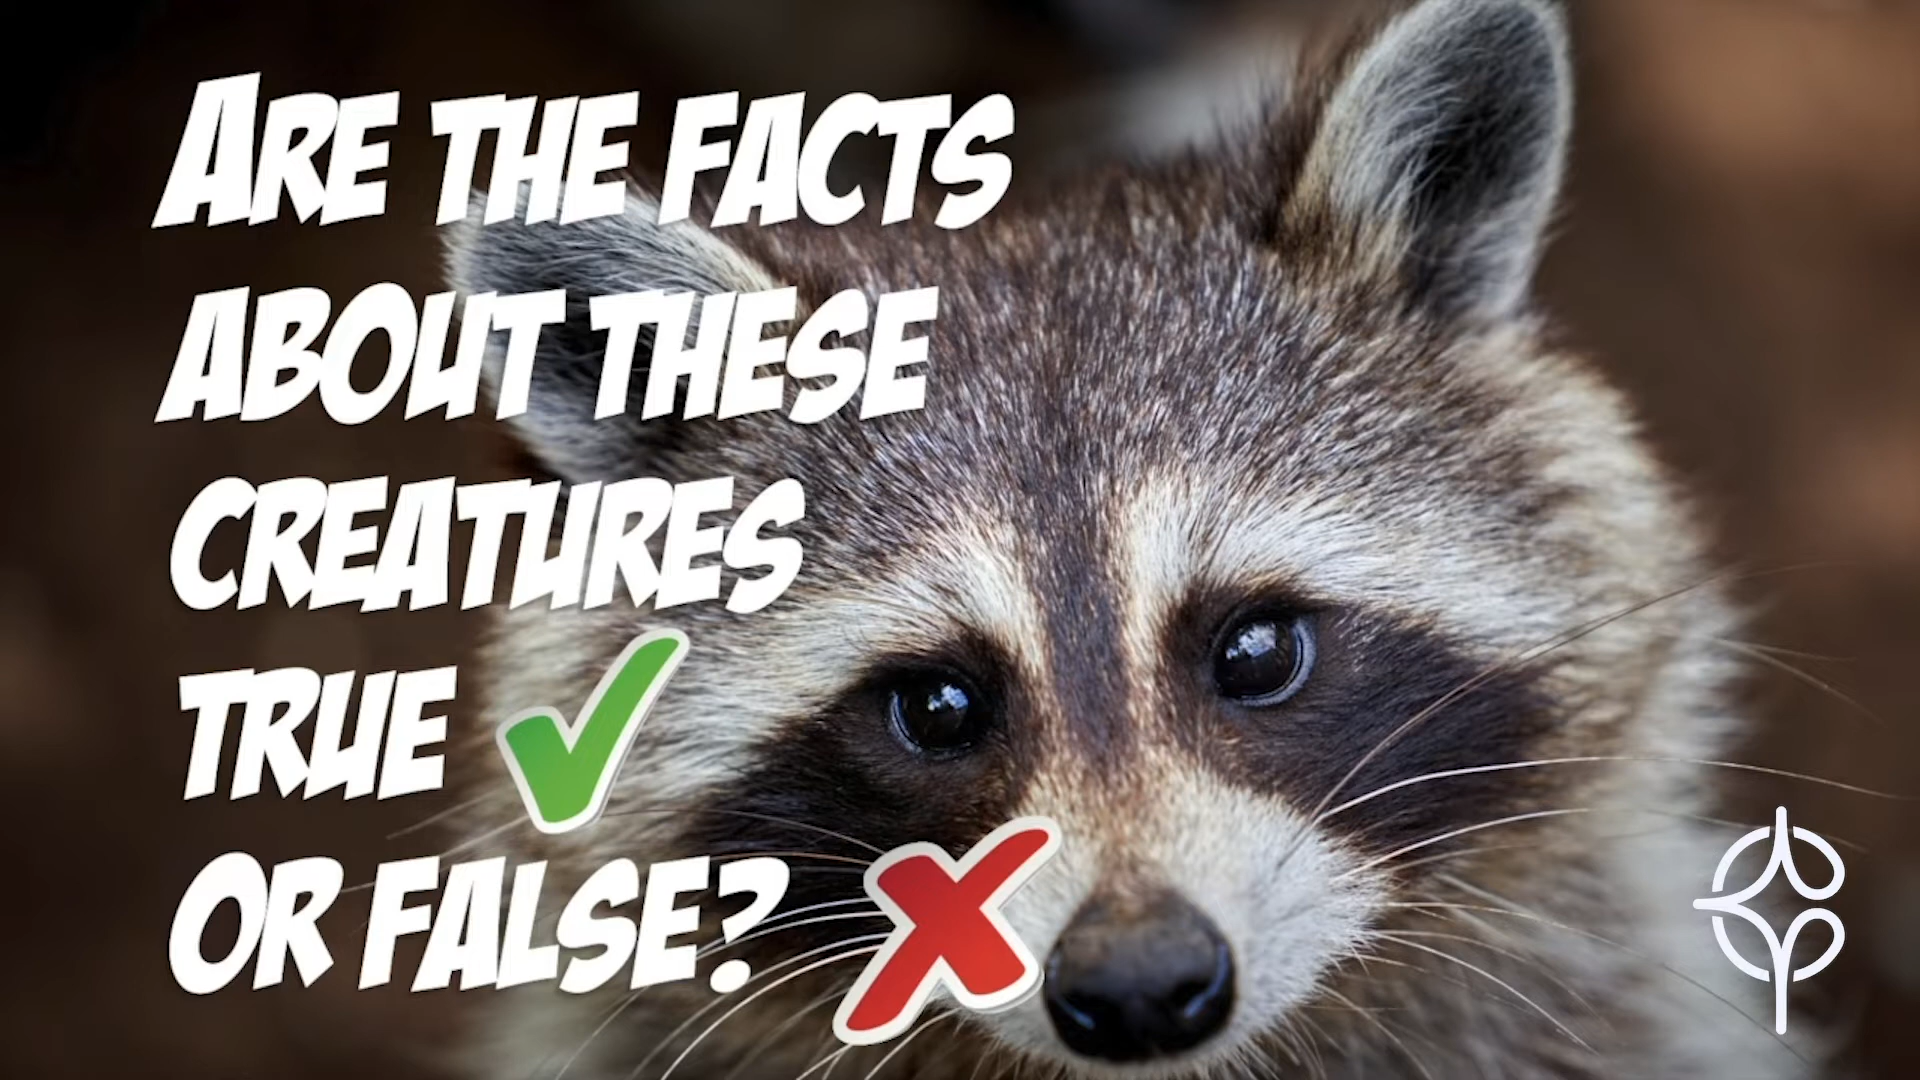 Are the facts
about these
creatures
true
or false?